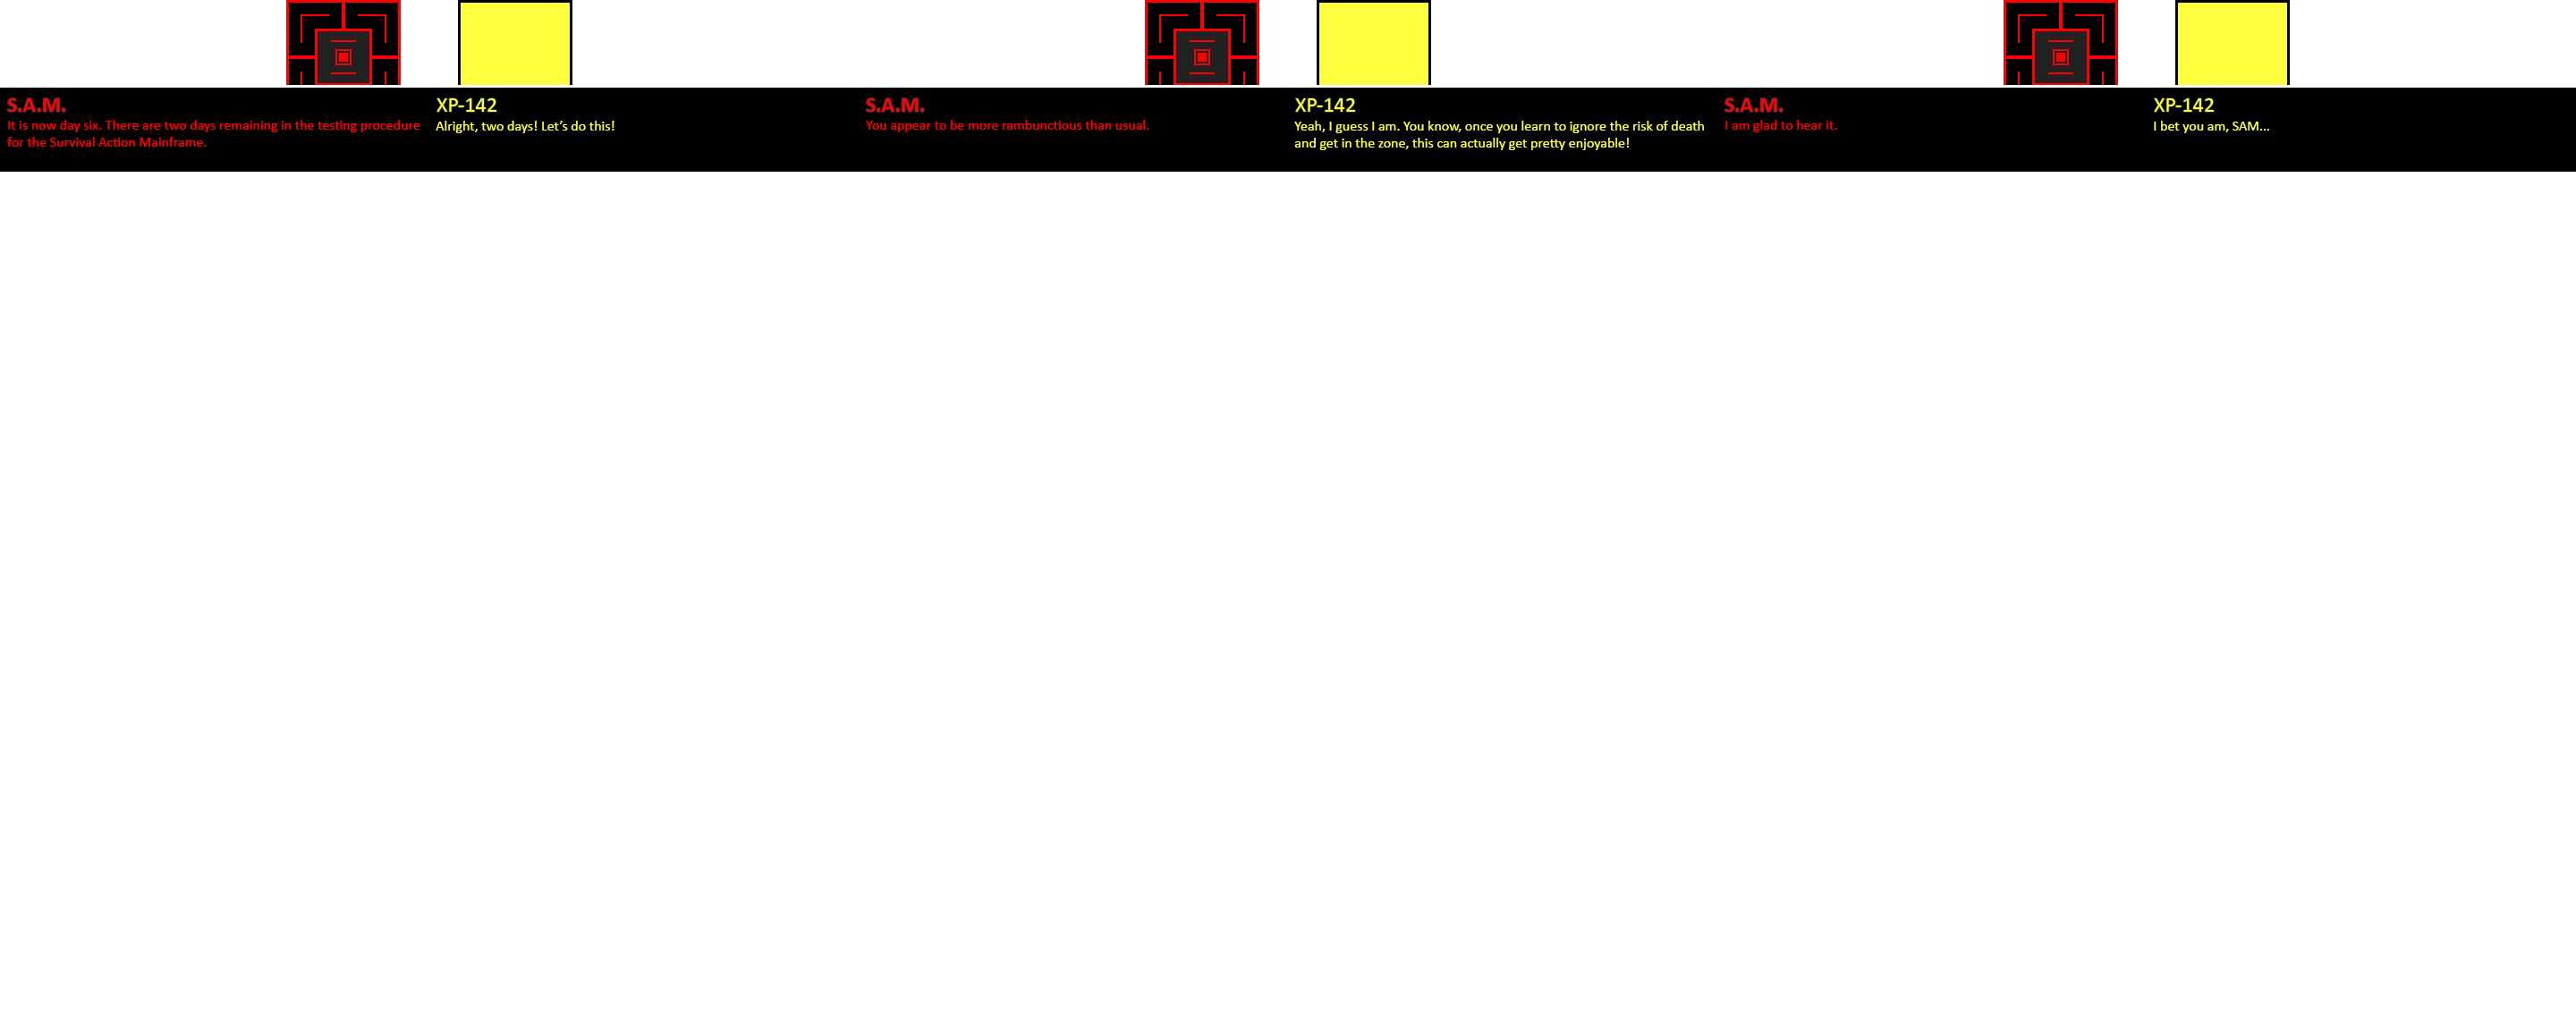 S.A.M.
It is now day six. There are two days remaining in the testing procedure
for the Survival Action Mainframe.
XP-142
Alright, two days! Let's do this!
S.A.M.
You appear to be more rambunctious than usual.
XP-142
Yeah, I guess I am. You know, once you learn to ignore the risk of death
and get in the zone, this can actually get pretty enjoyable!
S.A.M.
I am glad to hear it.
XP-142
I bet you am, SAM...